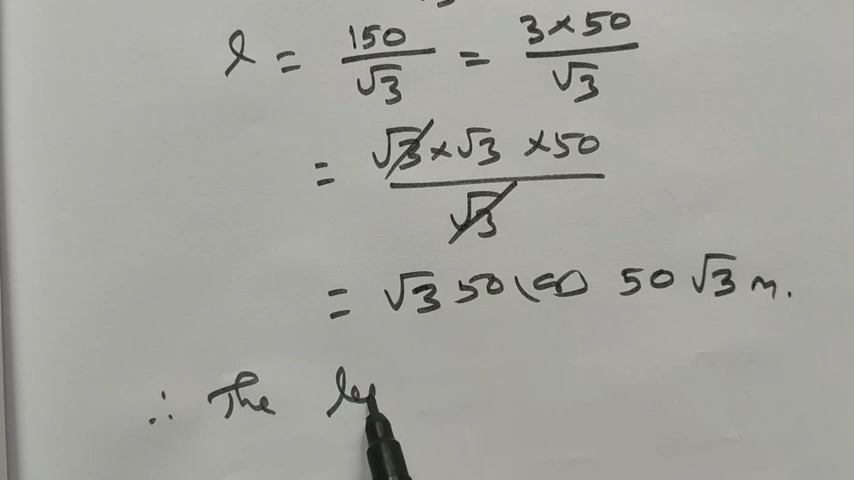 l = 150/√3 = 3×50/√3
= √3×√3 ×50/√3
= √3 50 (or) 50 √3 m.
∴ The le